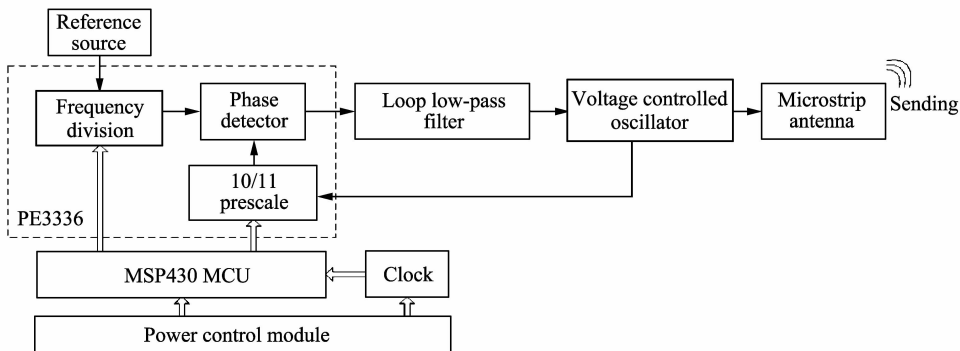 Reference
source
Frequency
division
Phase
detector
Loop low-pass
filter
Voltage controlled
oscillator
Microstrip
antenna
Sending
10/11
prescale
PE3336
MSP430 MCU
Clock
Power control module